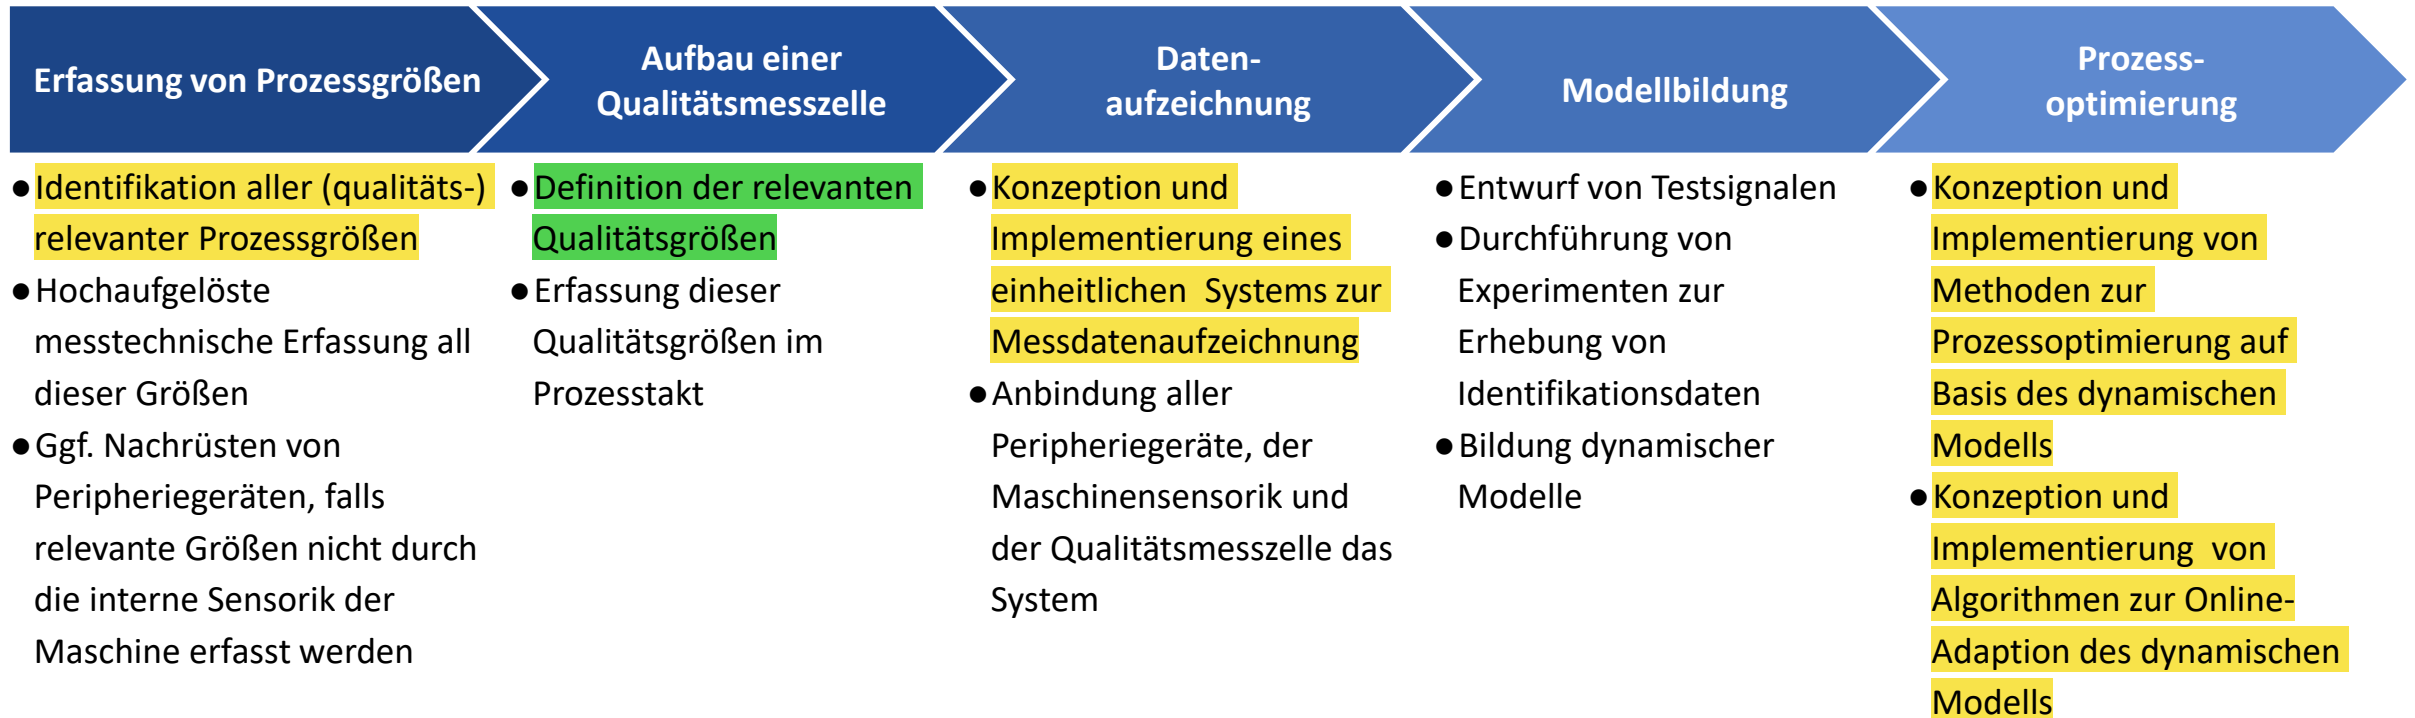 Erfassung von Prozessgrößen
Aufbau einer
Qualitätsmesszelle
Daten-
aufzeichnung
Modellbildung
Prozess-
optimierung
●Identifikation aller (qualitäts-)
relevanter Prozessgrößen
●Hochaufgelöste
messtechnische Erfassung all
dieser Größen
●Ggf. Nachrüsten von
Peripheriegeräten, falls
relevante Größen nicht durch
die interne Sensorik der
Maschine erfasst werden
●Definition der relevanten
Qualitätsgrößen
●Erfassung dieser
Qualitätsgrößen im
Prozesstakt
●Konzeption und
Implementierung eines
einheitlichen  Systems zur
Messdatenaufzeichnung
●Anbindung aller
Peripheriegeräte, der
Maschinensensorik und
der Qualitätsmesszelle das
System
●Entwurf von Testsignalen
●Durchführung von
Experimenten zur
Erhebung von
Identifikationsdaten
●Bildung dynamischer
Modelle
●Konzeption und
Implementierung von
Methoden zur
Prozessoptimierung auf
Basis des dynamischen
Modells
●Konzeption und
Implementierung  von
Algorithmen zur Online-
Adaption des dynamischen
Modells